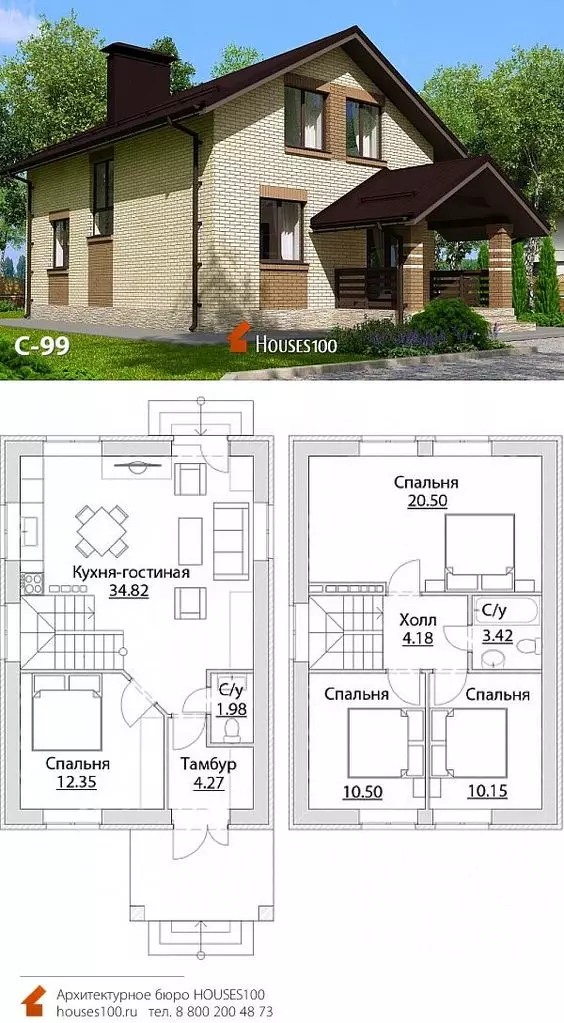 С-99
HOUSES100
Кухня-гостиная
34.82
С/у
1.98
Спальня
12.35
Тамбур
4.27
Спальня
20.50
Холл
4.18
С/у
3.42
Спальня
10.50
Спальня
10.15
Архитектурное бюро HOUSES100
houses100.ru тел. 8 800 200 48 73